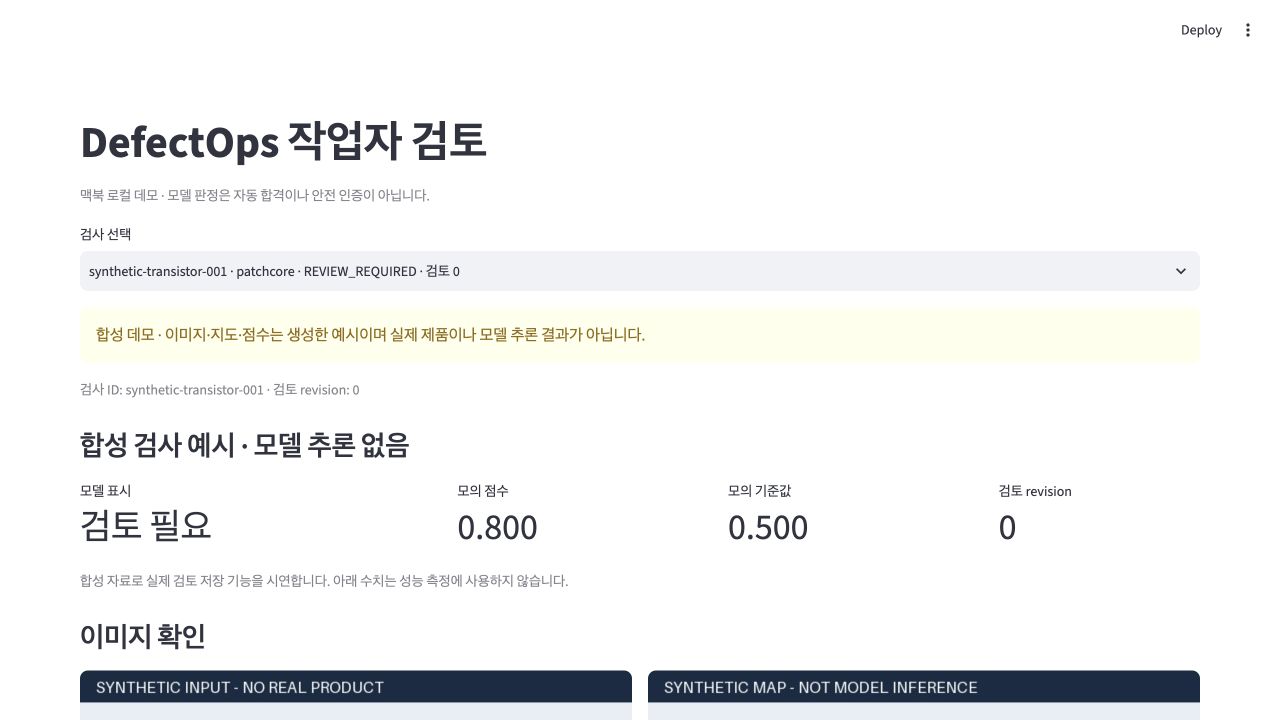 Deploy
DefectOps 작업자 검토
맥북 로컬 데모 · 모델 판정은 자동 합격이나 안전 인증이 아닙니다.
검사 선택
synthetic-transistor-001 · patchcore · REVIEW_REQUIRED · 검토 0
합성 데모 · 이미지·지도·점수는 생성한 예시이며 실제 제품이나 모델 추론 결과가 아닙니다.
검사 ID: synthetic-transistor-001 · 검토 revision: 0
합성 검사 예시 · 모델 추론 없음
모델 표시 모의 점수 모의 기준값 검토 revision
검토 필요 0.800 0.500 0
합성 자료로 실제 검토 저장 기능을 시연합니다. 아래 수치는 성능 측정에 사용하지 않습니다.
이미지 확인
SYNTHETIC INPUT - NO REAL PRODUCT SYNTHETIC MAP - NOT MODEL INFERENCE